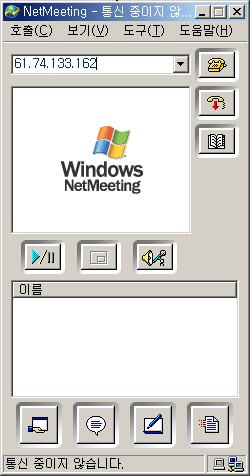 NetMeeting - 통신 중이지 않...
호출(C) 보기(V) 도구(T) 도움말(H)
61.74.133.162
Windows
NetMeeting
이름
통신 중이지 않습니다.